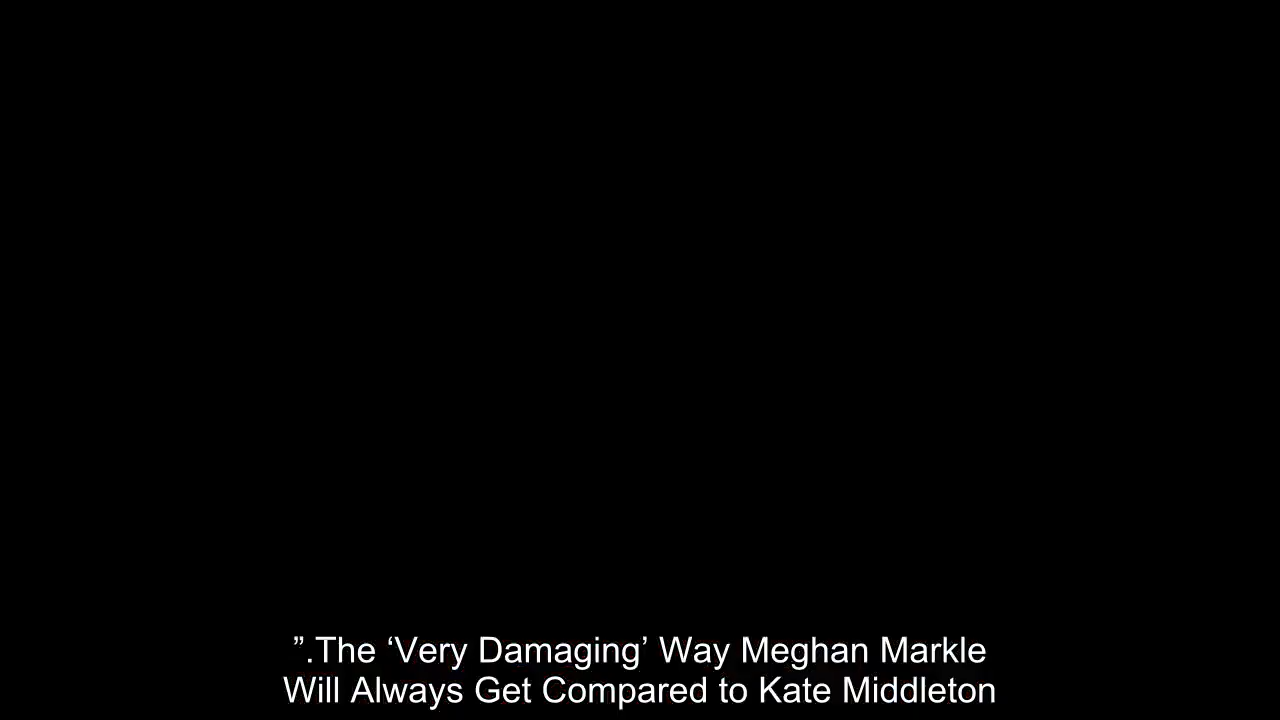 ”.The ‘Very Damaging’ Way Meghan Markle
Will Always Get Compared to Kate Middleton